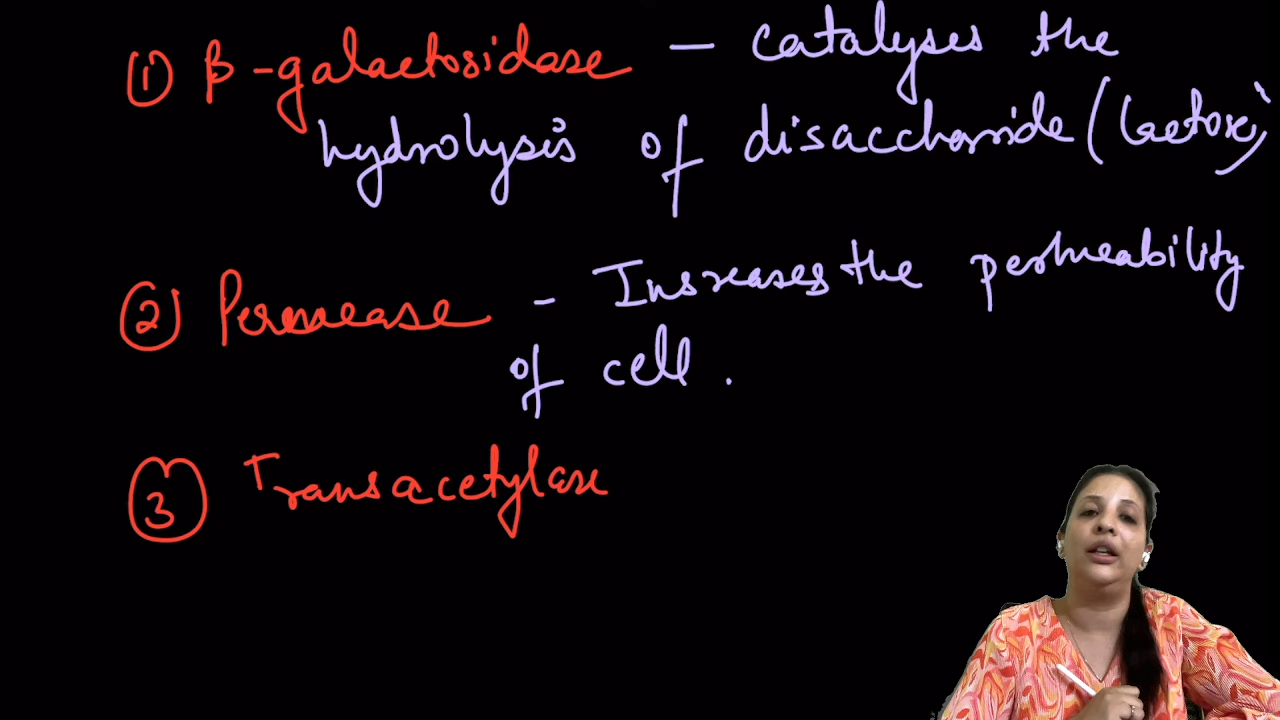 ① β-galactosidase – catalyses the
hydrolysis of disaccharide (lactose)
② Permease - Increases the permeability
of cell.
③ Transacetylase